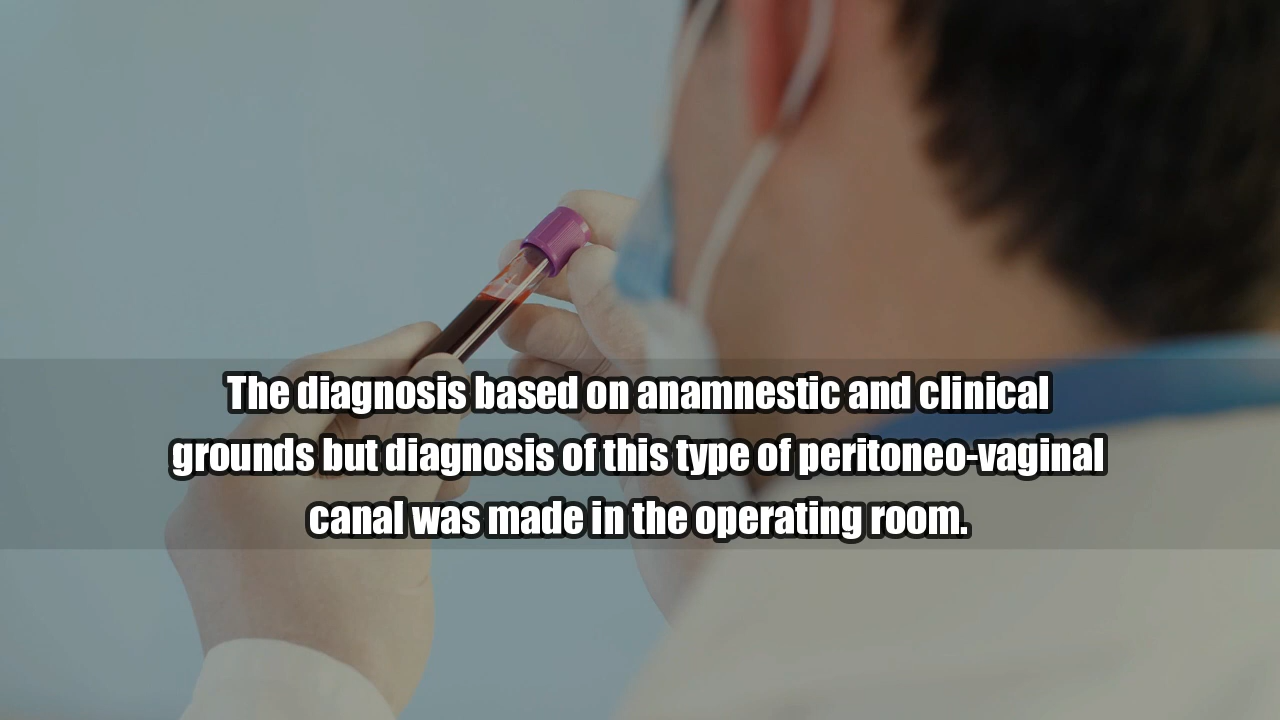 The diagnosis based on anamnestic and clinical
grounds but diagnosis of this type of peritoneo-vaginal
canal was made in the operating room.